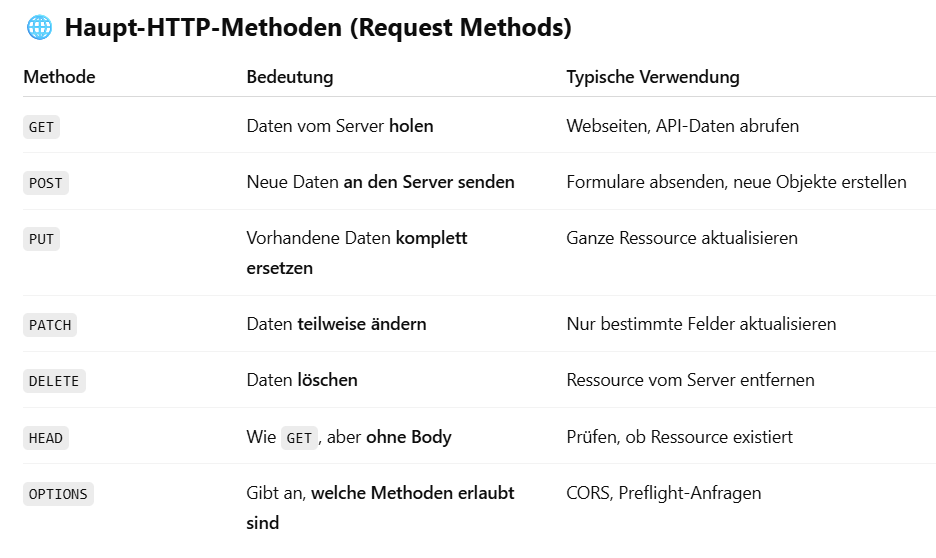 🌐 Haupt-HTTP-Methoden (Request Methods)
Methode Bedeutung Typische Verwendung
GET Daten vom Server holen Webseiten, API-Daten abrufen
POST Neue Daten an den Server senden Formulare absenden, neue Objekte erstellen
PUT Vorhandene Daten komplett Ganze Ressource aktualisieren
ersetzen
PATCH Daten teilweise ändern Nur bestimmte Felder aktualisieren
DELETE Daten löschen Ressource vom Server entfernen
HEAD Wie GET, aber ohne Body Prüfen, ob Ressource existiert
OPTIONS Gibt an, welche Methoden erlaubt CORS, Preflight-Anfragen
sind